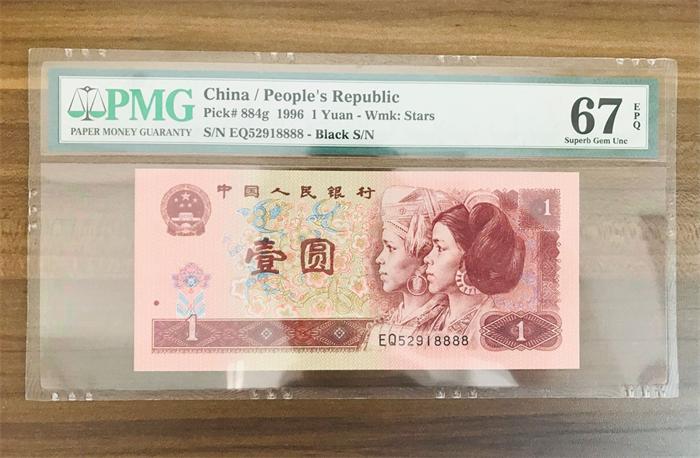 PMG
PAPER MONEY GUARANTY
China / People's Republic
Pick# 884g 1996 1 Yuan - Wmk: Stars
S/N EQ52918888 - Black S/N
67 EPQ
Superb Gem Unc
中国人民银行
1
壹圆
1
EQ52918888
1